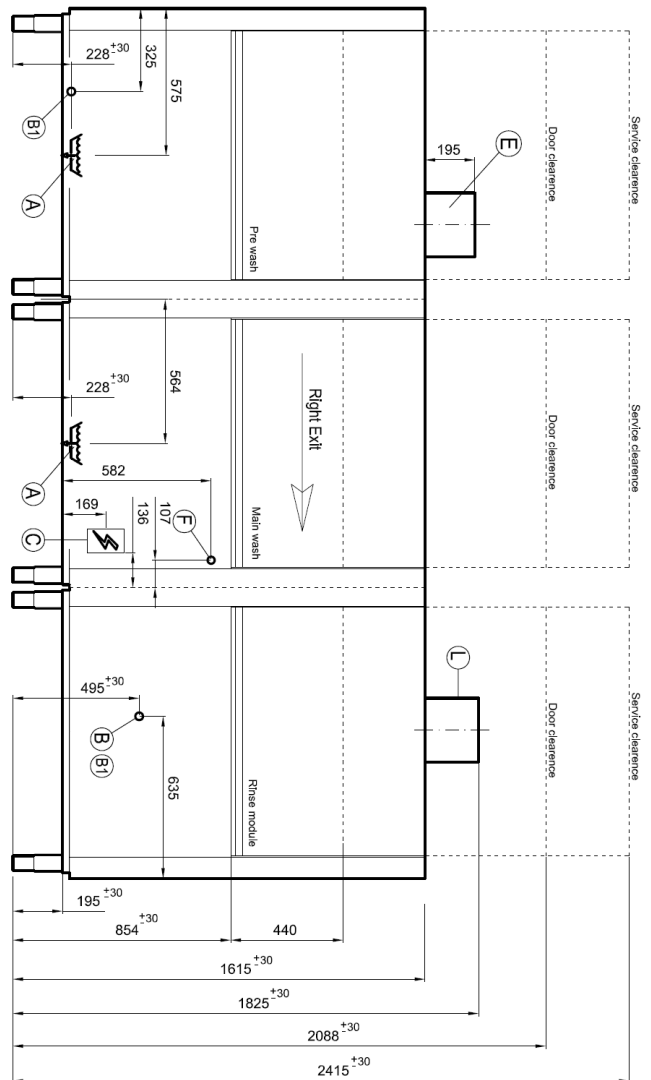 Service clearence
Door clearence
Service clearence
Door clearence
Service clearence
Door clearence
E
195
L
Right Exit
Pre wash
Main wash
Rinse module
228 +30 -
325
575
B1
A
564
228 +30 -
A
582
169
136
107
F
C
495 +30 -
B
B1
635
195 +30 -
854 +30 -
440
1615 +30 -
1825 +30 -
2088 +30 -
2415 +30 -